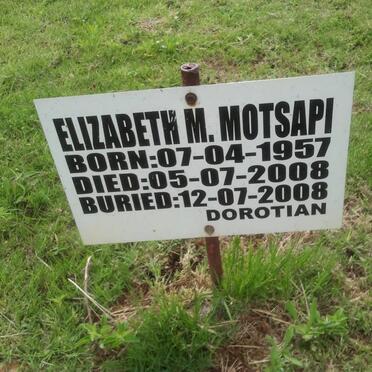 ELIZABETH M. MOTSAPI
BORN:07-04-1957
DIED:05-07-2008
BURIED:12-07-2008
DOROTIAN